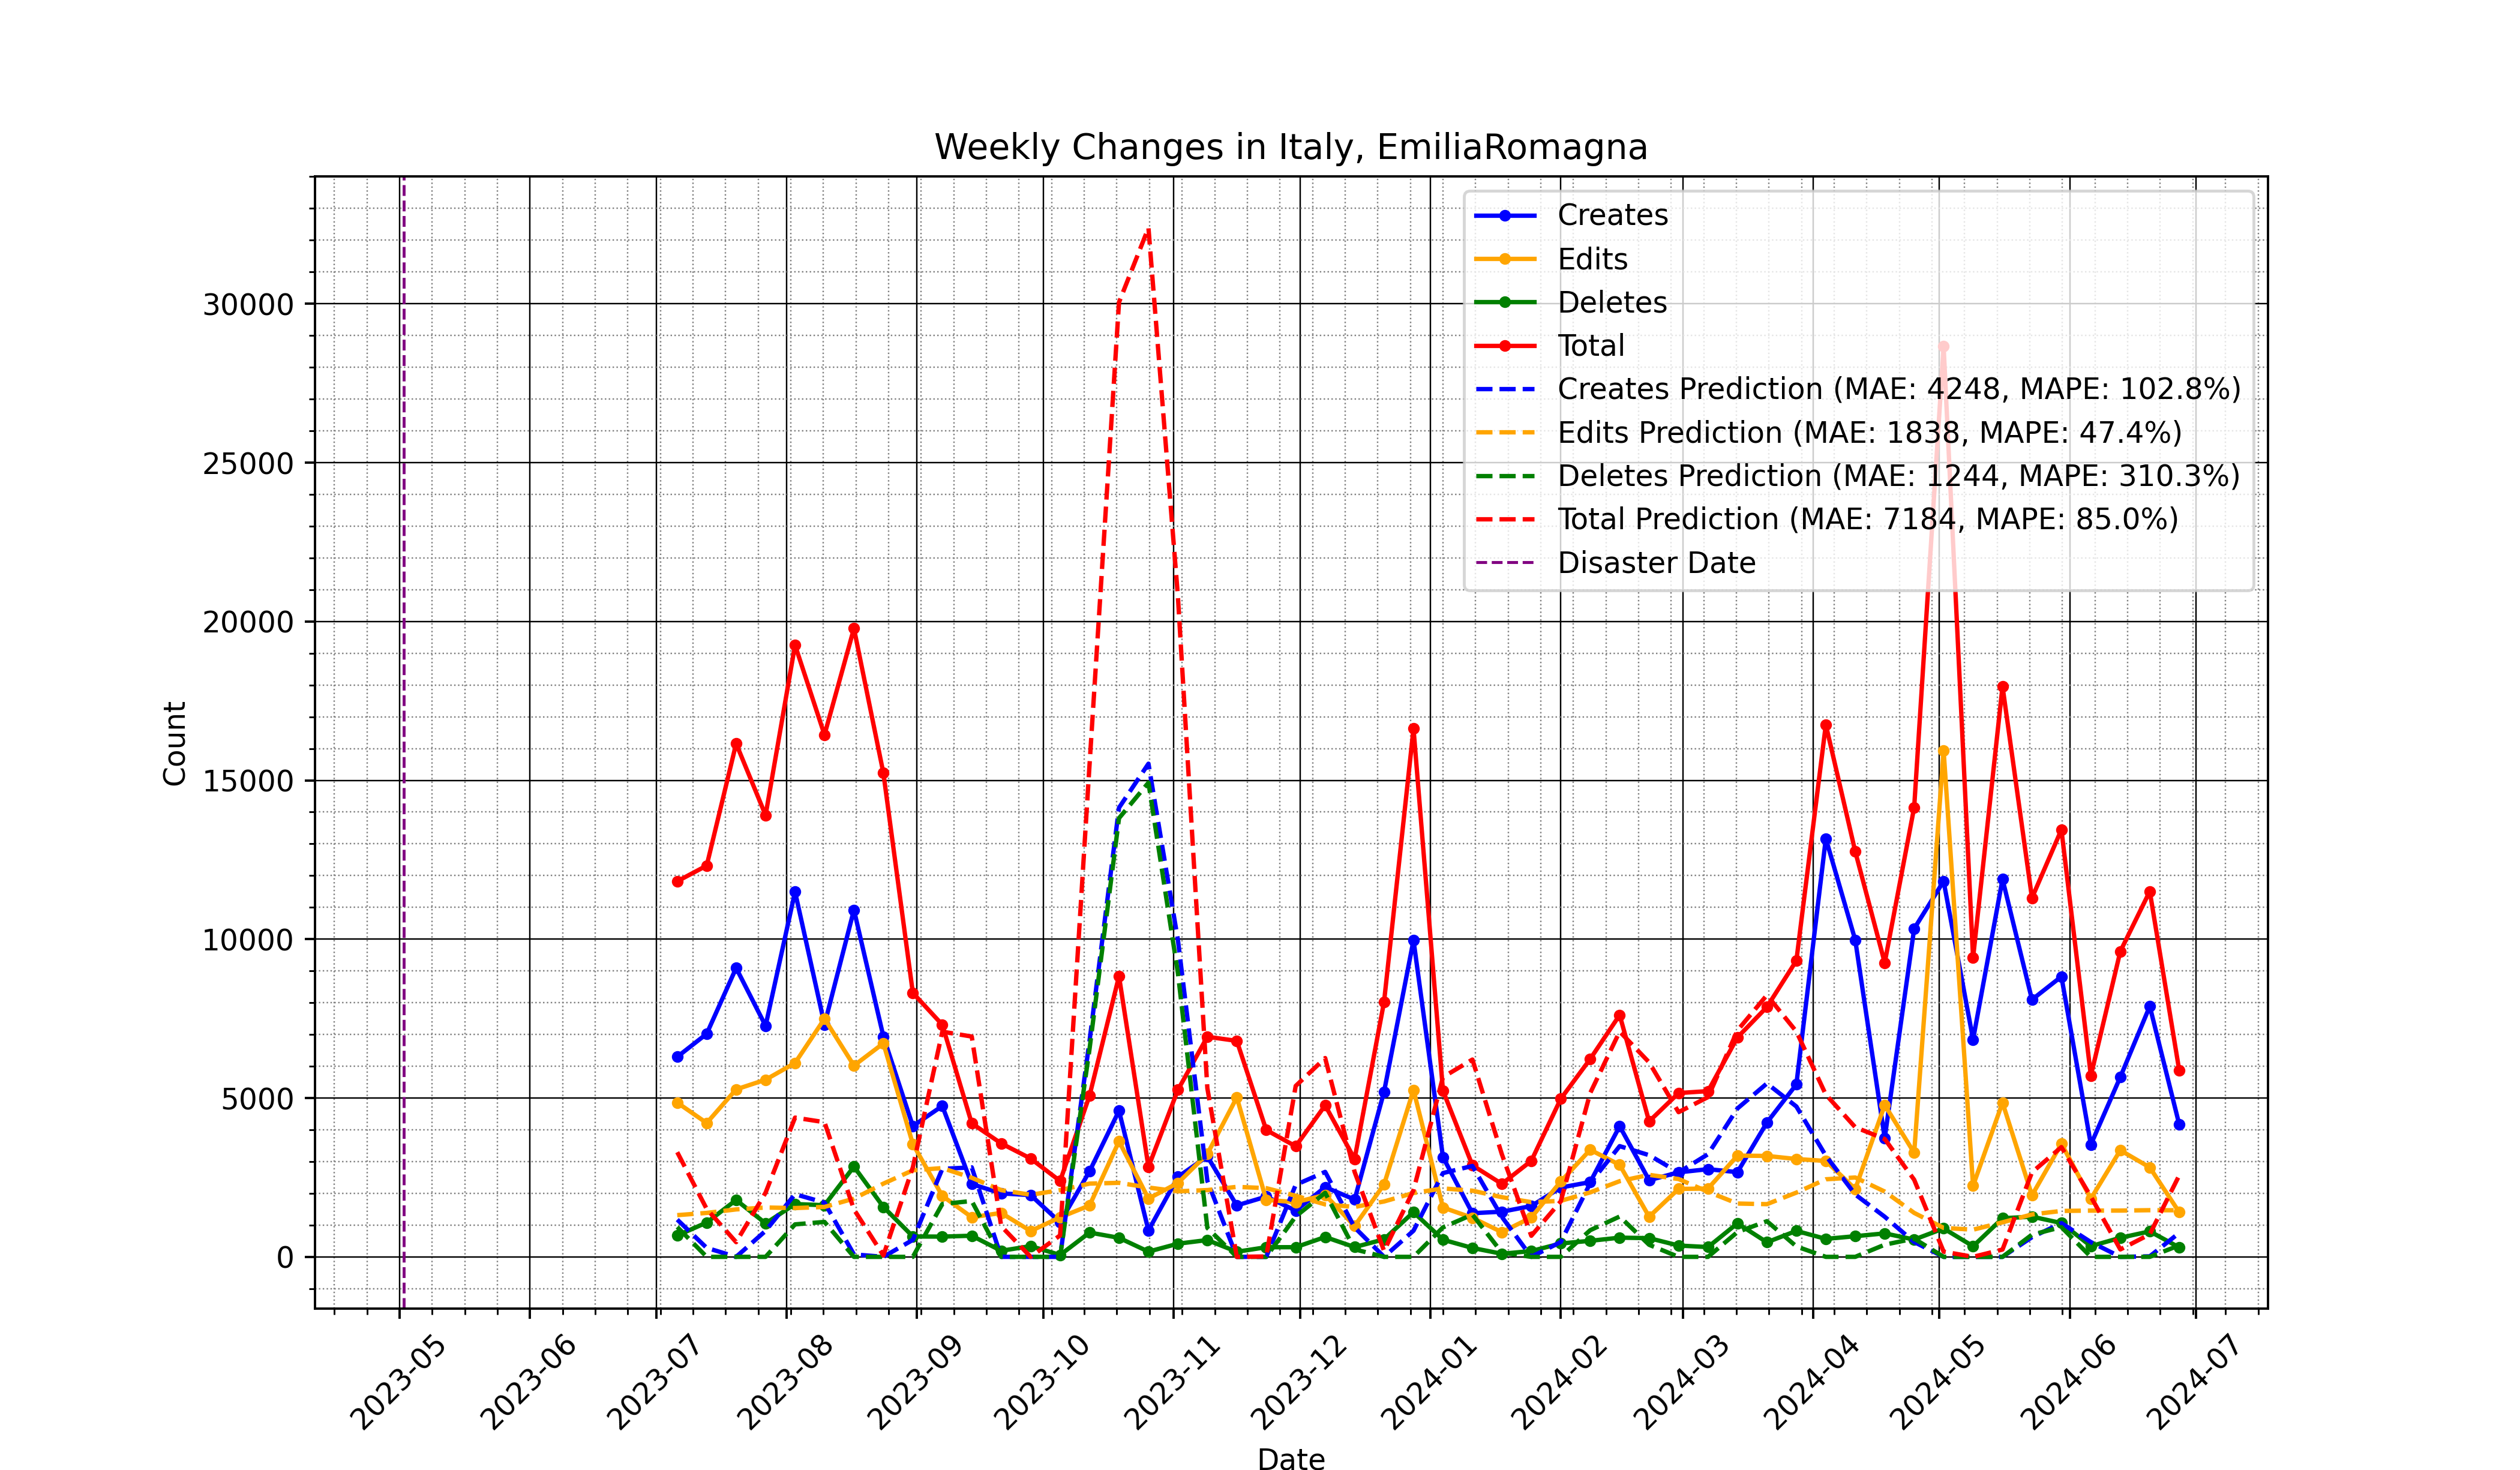 Weekly Changes in Italy, EmiliaRomagna
Creates
Edits
Deletes
Total
Creates Prediction (MAE: 4248, MAPE: 102.8%)
Edits Prediction (MAE: 1838, MAPE: 47.4%)
Deletes Prediction (MAE: 1244, MAPE: 310.3%)
Total Prediction (MAE: 7184, MAPE: 85.0%)
Disaster Date
Count
30000
25000
20000
15000
10000
5000
0
2023-05
2023-06
2023-07
2023-08
2023-09
2023-10
2023-11
2023-12
2024-01
2024-02
2024-03
2024-04
2024-05
2024-06
2024-07
Date